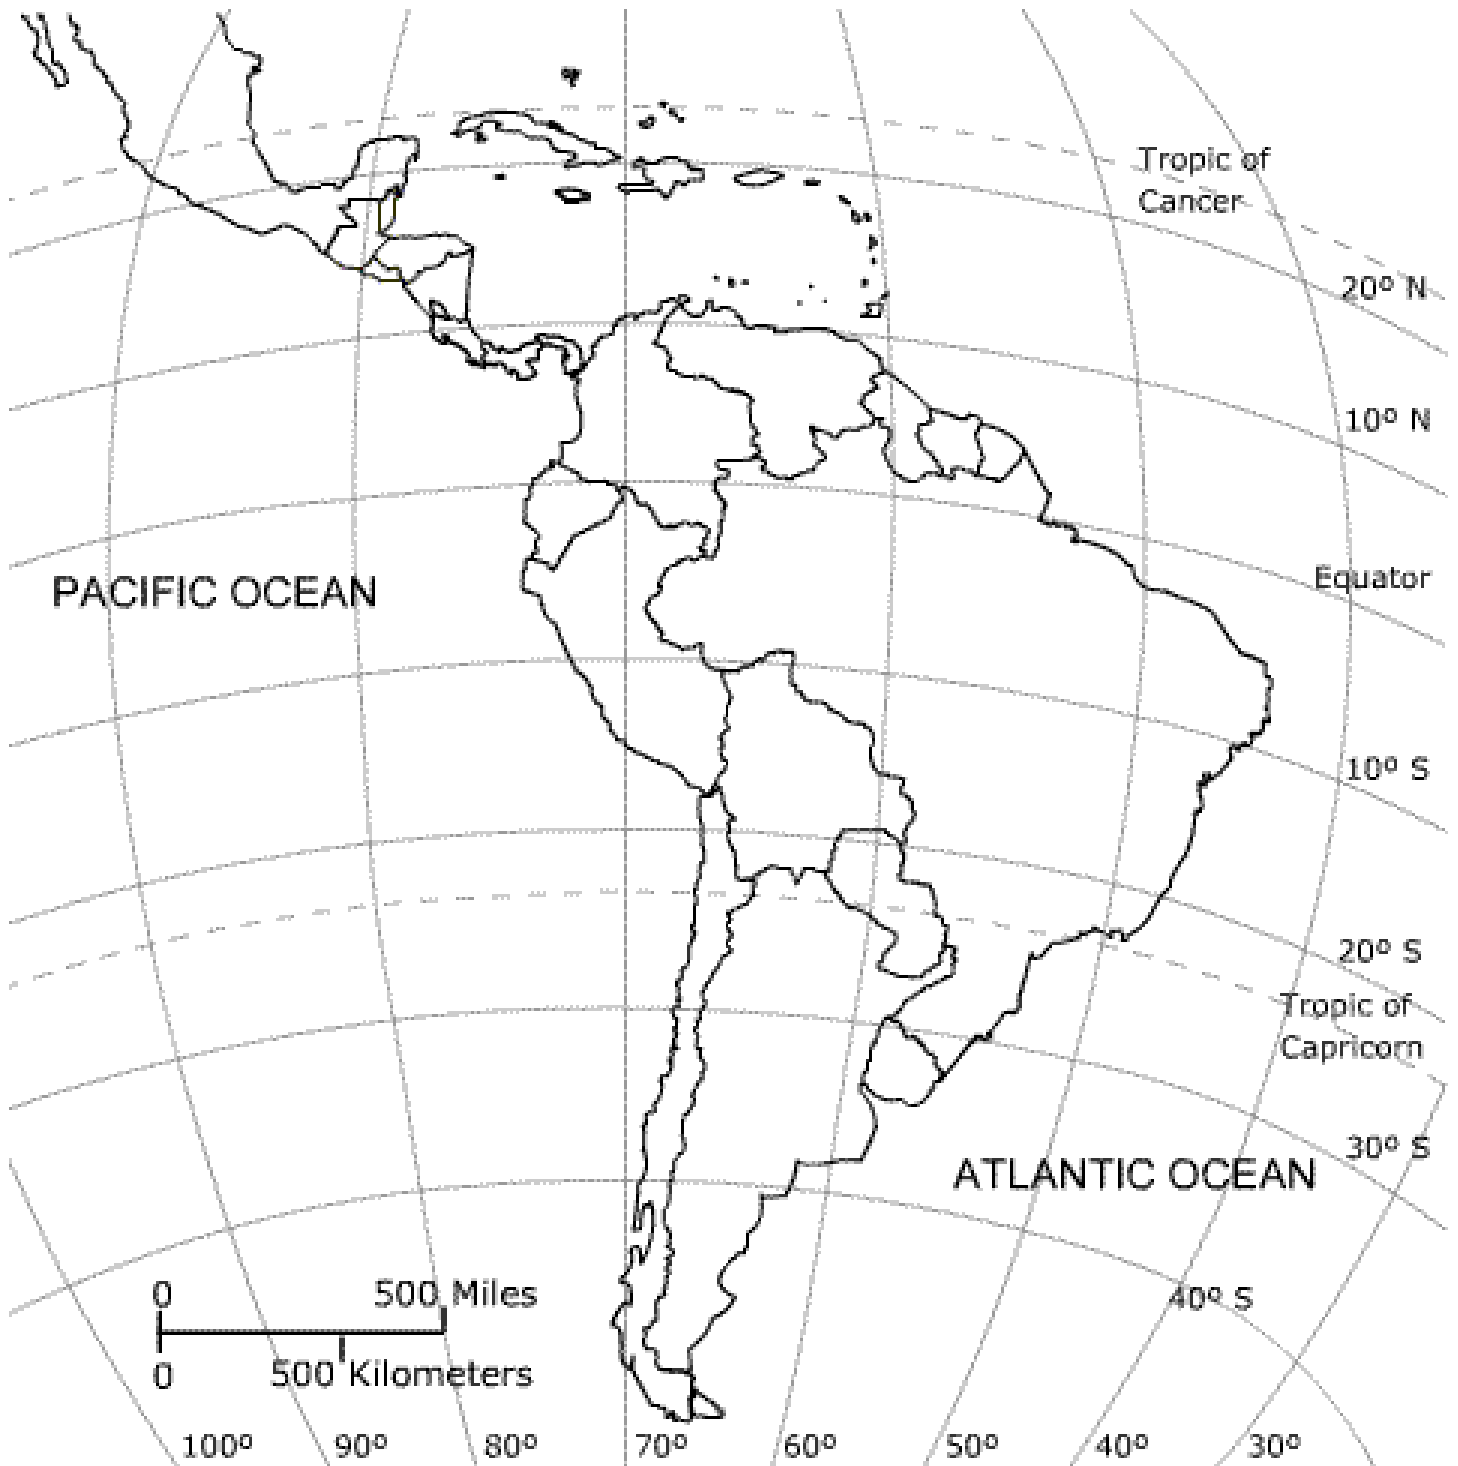 Tropic of
Cancer
20º N
10º N
Equator
PACIFIC OCEAN
10º S
20º S
Tropic of
Capricorn
30º S
ATLANTIC OCEAN
0 500 Miles
40º S
0 500 Kilometers
100º 90º 80º 70º 60º 50º 40º 30º